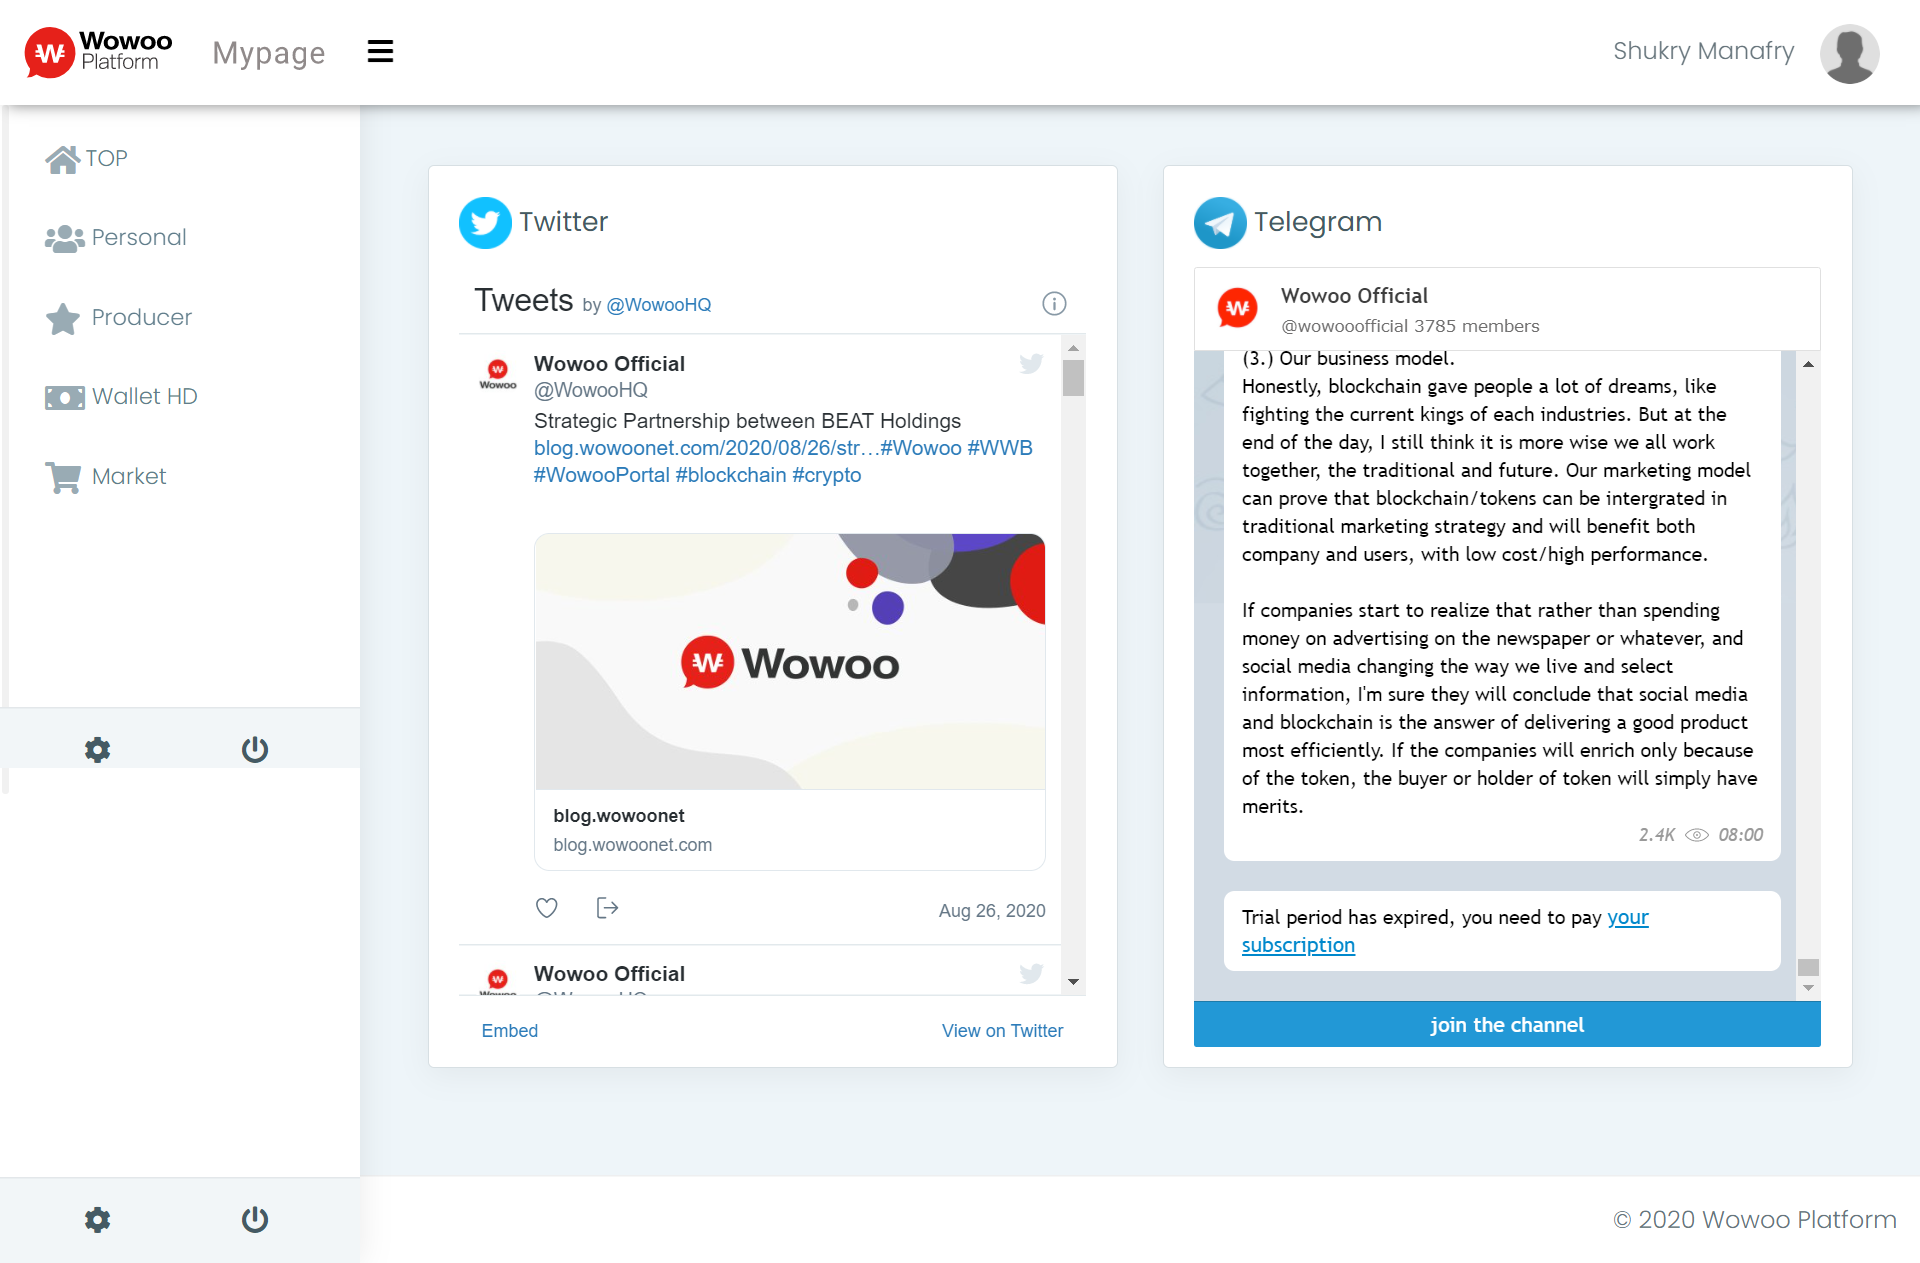 Wowoo
Platform
Mypage
Shukry Manafry
TOP
Personal
Producer
Wallet HD
Market
Twitter
Tweets by @WowooHQ
Wowoo
Wowoo Official
@WowooHQ
Strategic Partnership between BEAT Holdings
blog.wowoonet.com/2020/08/26/str…#Wowoo #WWB
#WowooPortal #blockchain #crypto
Wowoo
blog.wowoonet
blog.wowoonet.com
Aug 26, 2020
Wowoo Official
@WowooHQ
Embed
View on Twitter
Telegram
Wowoo Official
@wowooofficial 3785 members
(3.) Our business model.
Honestly, blockchain gave people a lot of dreams, like
fighting the current kings of each industries. But at the
end of the day, I still think it is more wise we all work
together, the traditional and future. Our marketing model
can prove that blockchain/tokens can be intergrated in
traditional marketing strategy and will benefit both
company and users, with low cost/high performance.
If companies start to realize that rather than spending
money on advertising on the newspaper or whatever, and
social media changing the way we live and select
information, I'm sure they will conclude that social media
and blockchain is the answer of delivering a good product
most efficiently. If the companies will enrich only because
of the token, the buyer or holder of token will simply have
merits.
2.4K 08:00
Trial period has expired, you need to pay your
subscription
join the channel
© 2020 Wowoo Platform